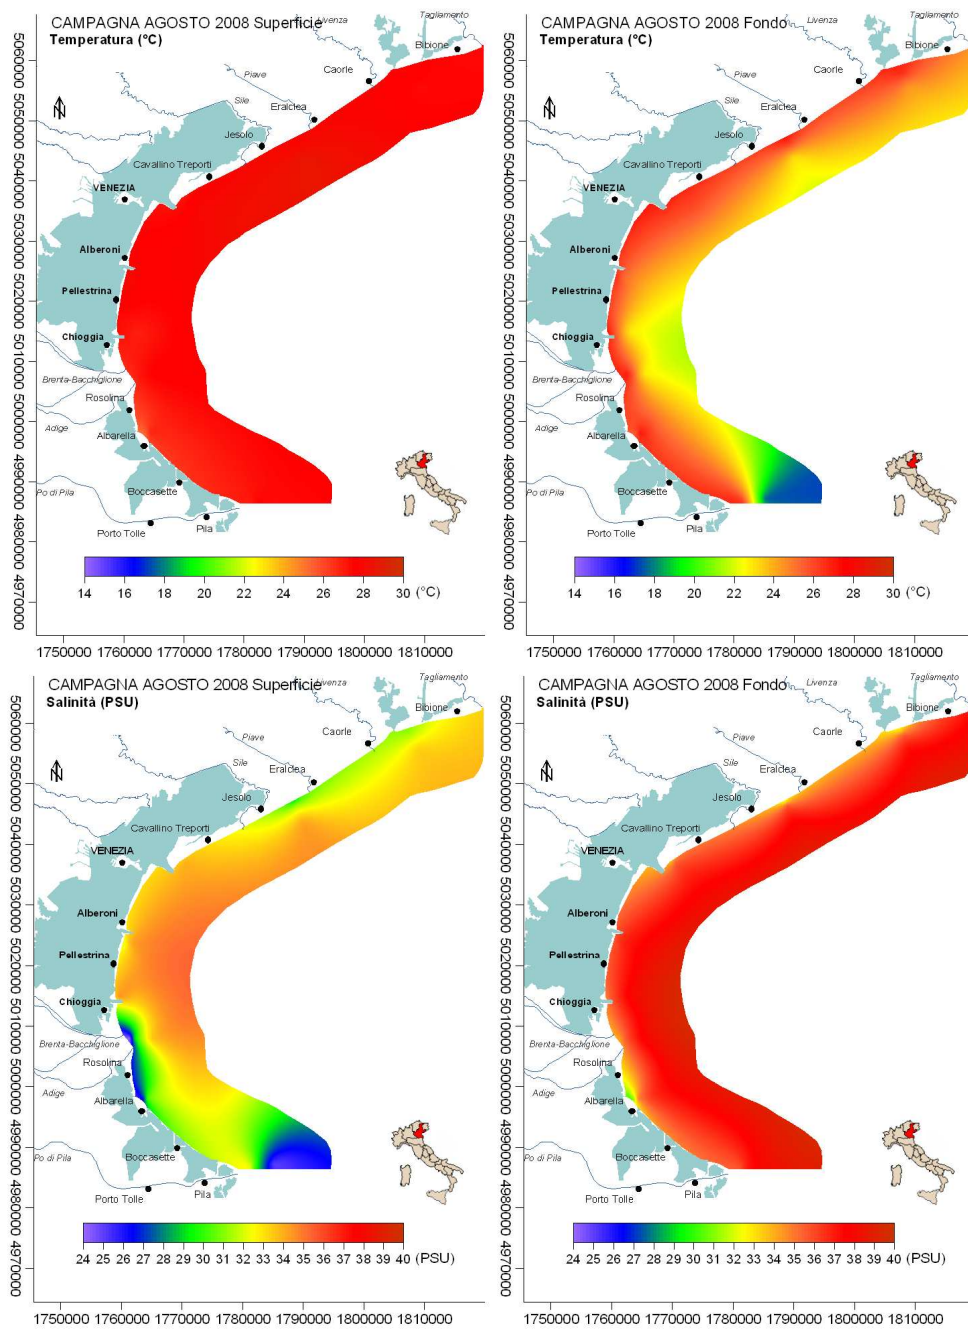 CAMPAGNA AGOSTO 2008 Superficie
Temperatura (°C)
Livenza
Tagliamento
Bibione
Caorle
Piave
Eraclea
Sile
Jesolo
Cavallino Treporti
VENEZIA
Alberoni
Pellestrina
Chioggia
Brenta-Bacchiglione
Rosolina
Adige
Albarella
Boccasette
Po di Pila
Porto Tolle
Pila
N
14 16 18 20 22 24 26 28 30 (°C)
5060000 5050000 5040000 5030000 5020000 5010000 5000000 4990000 4980000 4970000
1750000 1760000 1770000 1780000 1790000 1800000 1810000
CAMPAGNA AGOSTO 2008 Fondo
Temperatura (°C)
Livenza
Tagliamento
Bibione
Caorle
Piave
Eraclea
Sile
Jesolo
Cavallino Treporti
VENEZIA
Alberoni
Pellestrina
Chioggia
Brenta-Bacchiglione
Rosolina
Adige
Albarella
Boccasette
Po di Pila
Porto Tolle
Pila
N
14 16 18 20 22 24 26 28 30 (°C)
5060000 5050000 5040000 5030000 5020000 5010000 5000000 4990000 4980000 4970000
1750000 1760000 1770000 1780000 1790000 1800000 1810000
CAMPAGNA AGOSTO 2008 Superficie
Salinità (PSU)
Livenza
Tagliamento
Bibione
Caorle
Piave
Eraclea
Sile
Jesolo
Cavallino Treporti
VENEZIA
Alberoni
Pellestrina
Chioggia
Brenta-Bacchiglione
Rosolina
Adige
Albarella
Boccasette
Po di Pila
Porto Tolle
Pila
N
24 25 26 27 28 29 30 31 33 34 35 36 37 38 39 40 (PSU)
5060000 5050000 5040000 5030000 5020000 5010000 5000000 4990000 4980000 4970000
1750000 1760000 1770000 1780000 1790000 1800000 1810000
CAMPAGNA AGOSTO 2008 Fondo
Salinità (PSU)
Livenza
Tagliamento
Bibione
Caorle
Piave
Eraclea
Sile
Jesolo
Cavallino Treporti
VENEZIA
Alberoni
Pellestrina
Chioggia
Brenta-Bacchiglione
Rosolina
Adige
Albarella
Boccasette
Po di Pila
Porto Tolle
Pila
N
24 25 26 27 28 29 30 31 33 34 35 36 37 38 39 40 (PSU)
5060000 5050000 5040000 5030000 5020000 5010000 5000000 4990000 4980000 4970000
1750000 1760000 1770000 1780000 1790000 1800000 1810000